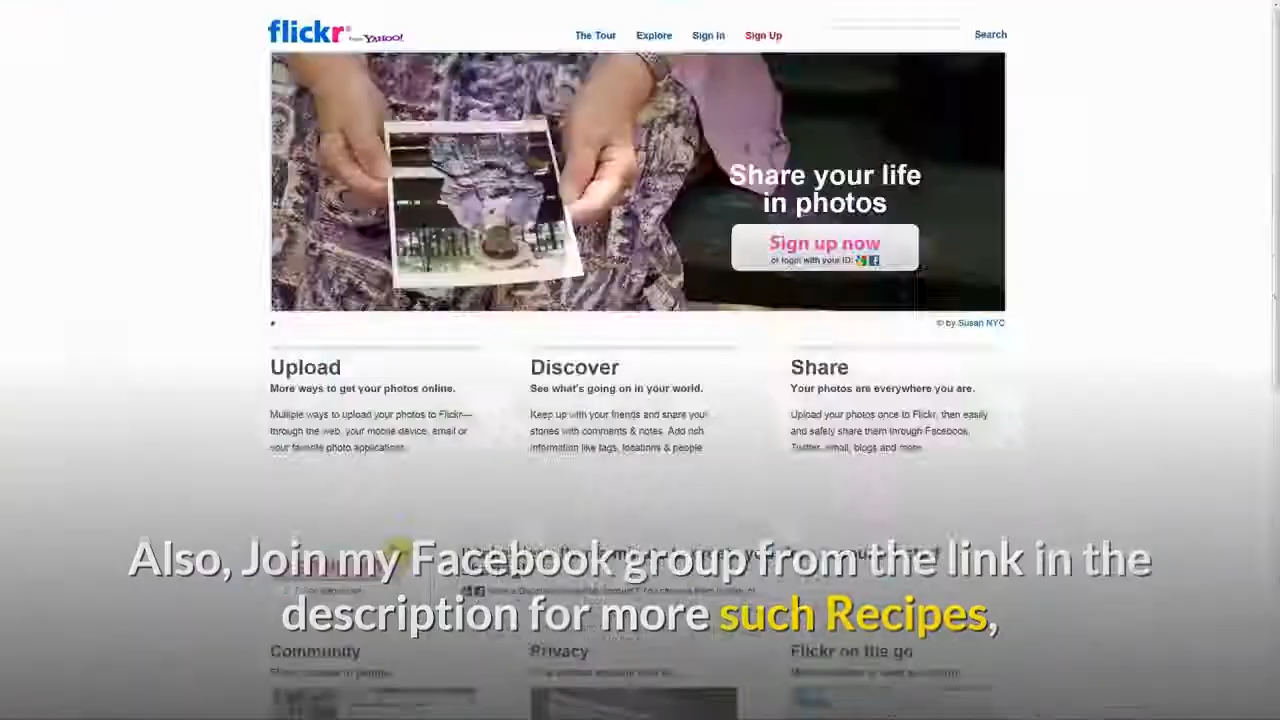 flickr from YAHOO!
The Tour Explore Sign In Sign Up Search
Share your life
in photos
Sign up now
or login with your ID:
© by Susan NYC
Upload Discover Share
More ways to get your photos online. See what's going on in your world. Your photos are everywhere you are.
Multiple ways to upload your photos to Flickr— Keep up with your friends and share your Upload your photos once to Flickr, then easily
through the web, your mobile device, email or stories with comments & notes. Add rich and safely share them through Facebook,
your favorite photo applications. information like tags, locations & people Twitter, email, blogs and more.
Also, Join my Facebook group from the link in the
description for more such Recipes,
Community Privacy Flickr on the go